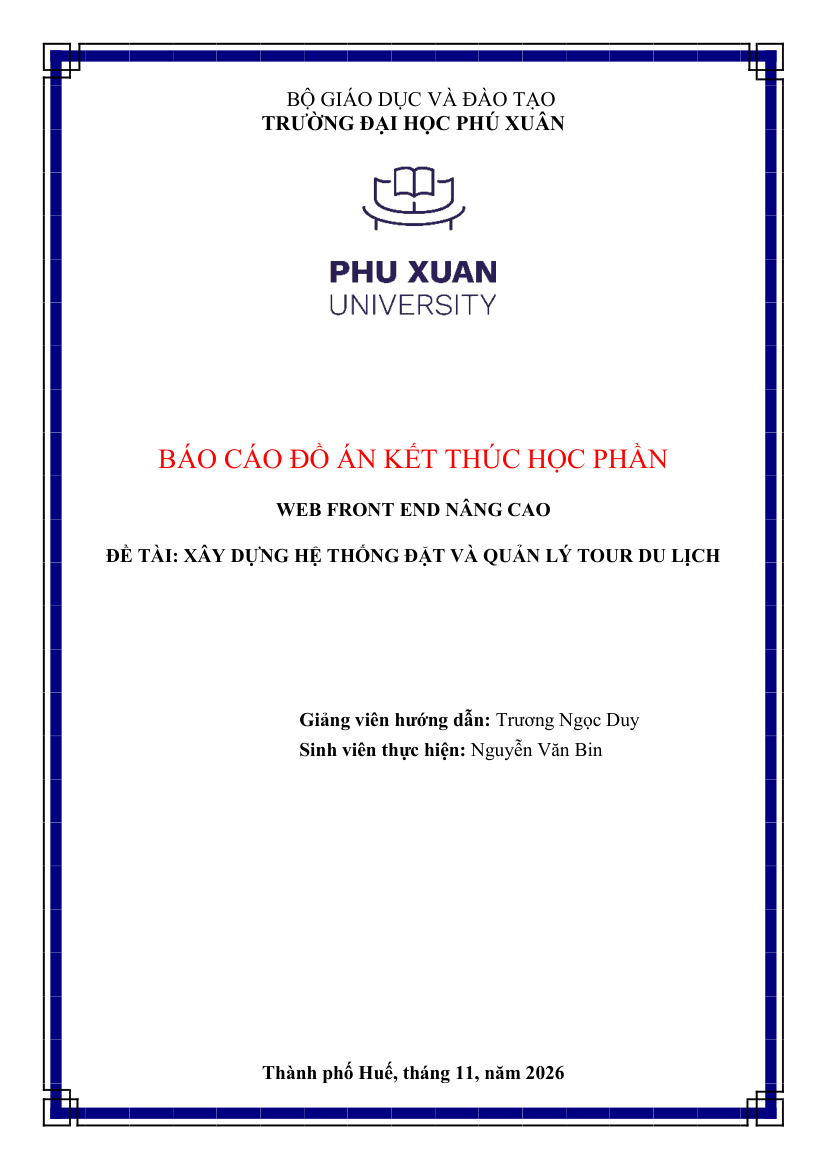 BỘ GIÁO DỤC VÀ ĐÀO TẠO
TRƯỜNG ĐẠI HỌC PHÚ XUÂN
PHU XUAN
UNIVERSITY
BÁO CÁO ĐỒ ÁN KẾT THÚC HỌC PHẦN
WEB FRONT END NÂNG CAO
ĐỀ TÀI: XÂY DỰNG HỆ THỐNG ĐẶT VÀ QUẢN LÝ TOUR DU LỊCH
Giảng viên hướng dẫn: Trương Ngọc Duy
Sinh viên thực hiện: Nguyễn Văn Bin
Thành phố Huế, tháng 11, năm 2026